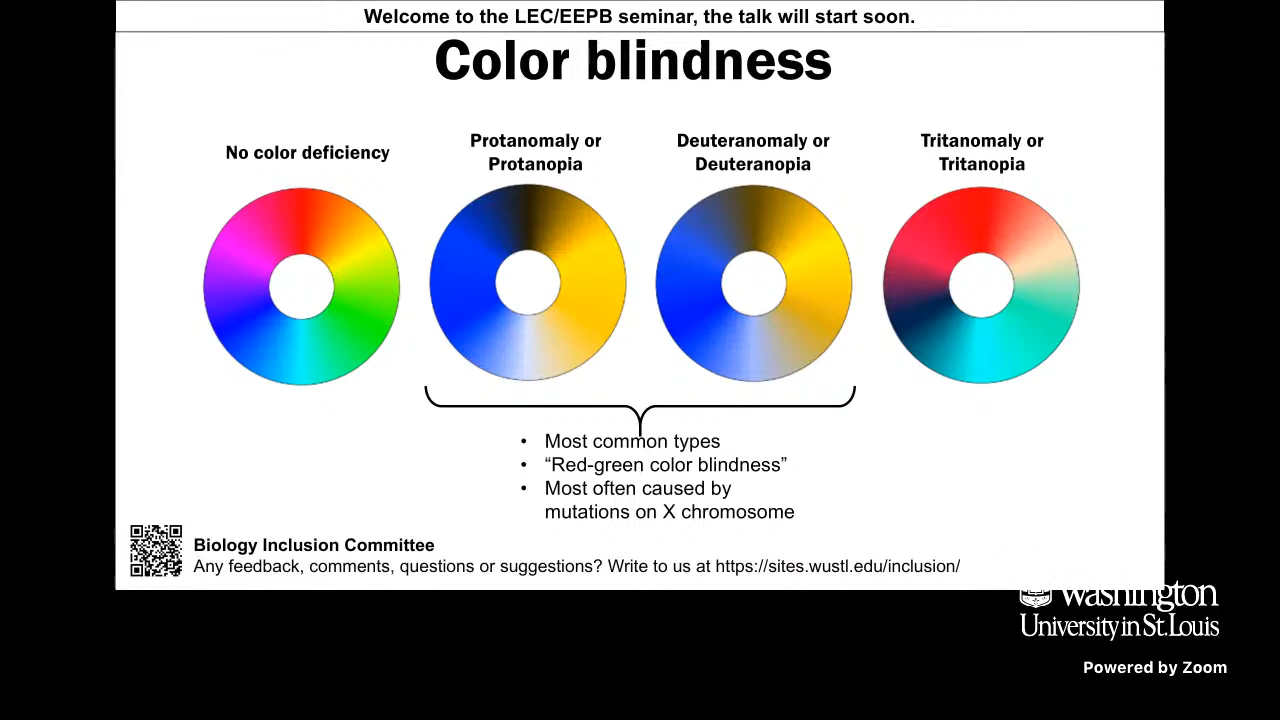 Welcome to the LEC/EEPB seminar, the talk will start soon.
Color blindness
No color deficiency
Protanomaly or
Protanopia
Deuteranomaly or
Deuteranopia
Tritanomaly or
Tritanopia
• Most common types
• “Red-green color blindness”
• Most often caused by
mutations on X chromosome
Biology Inclusion Committee
Any feedback, comments, questions or suggestions? Write to us at https://sites.wustl.edu/inclusion/
Washington
University in St. Louis
Powered by Zoom